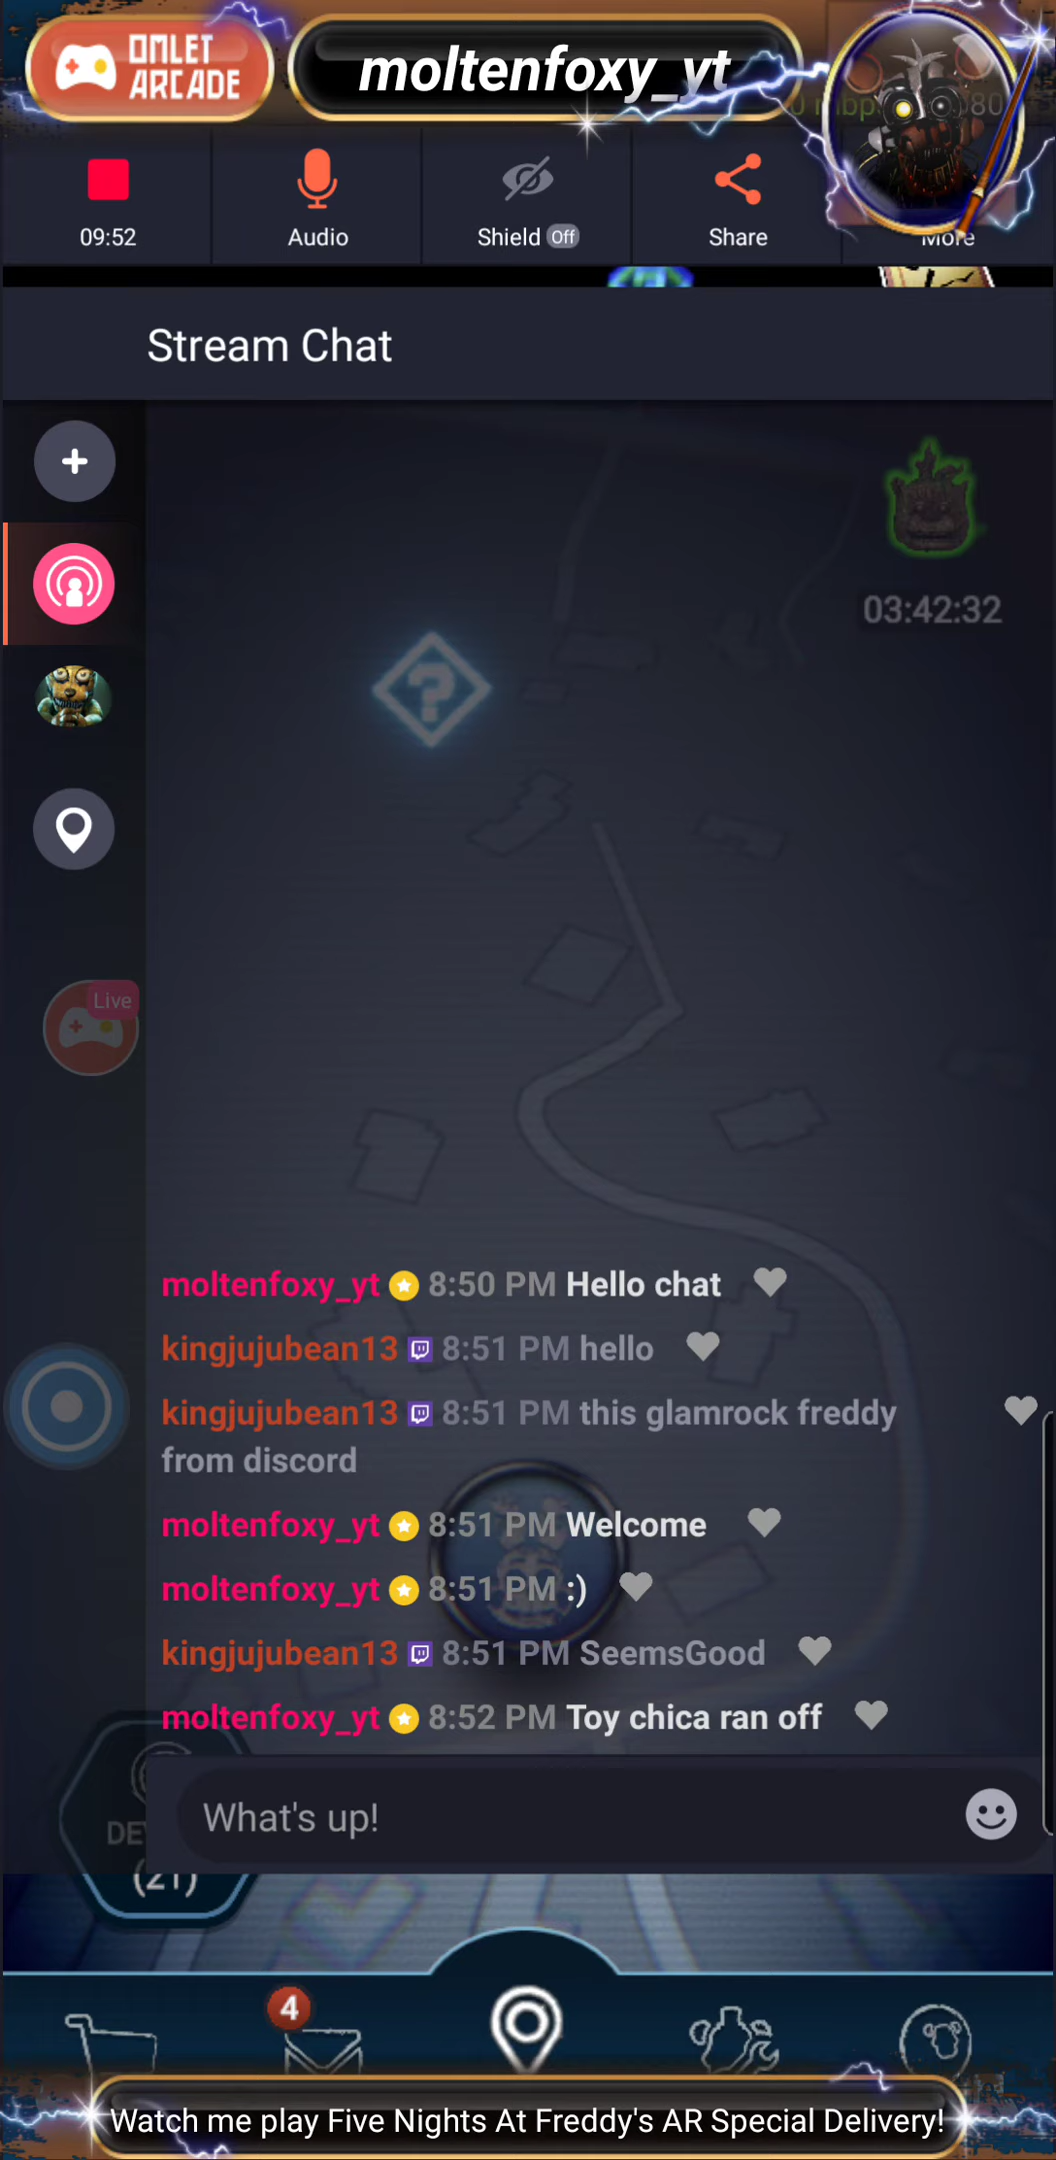 OMLET
ARCADE
moltenfoxy_yt
09:52
Audio
Shield Off
Share
More
Stream Chat
03:42:32
Live
moltenfoxy_yt 8:50 PM Hello chat
kingjujubean13 8:51 PM hello
kingjujubean13 8:51 PM this glamrock freddy
from discord
moltenfoxy_yt 8:51 PM Welcome
moltenfoxy_yt 8:51 PM :)
kingjujubean13 8:51 PM SeemsGood
moltenfoxy_yt 8:52 PM Toy chica ran off
What's up!
(21)
4
Watch me play Five Nights At Freddy's AR Special Delivery!